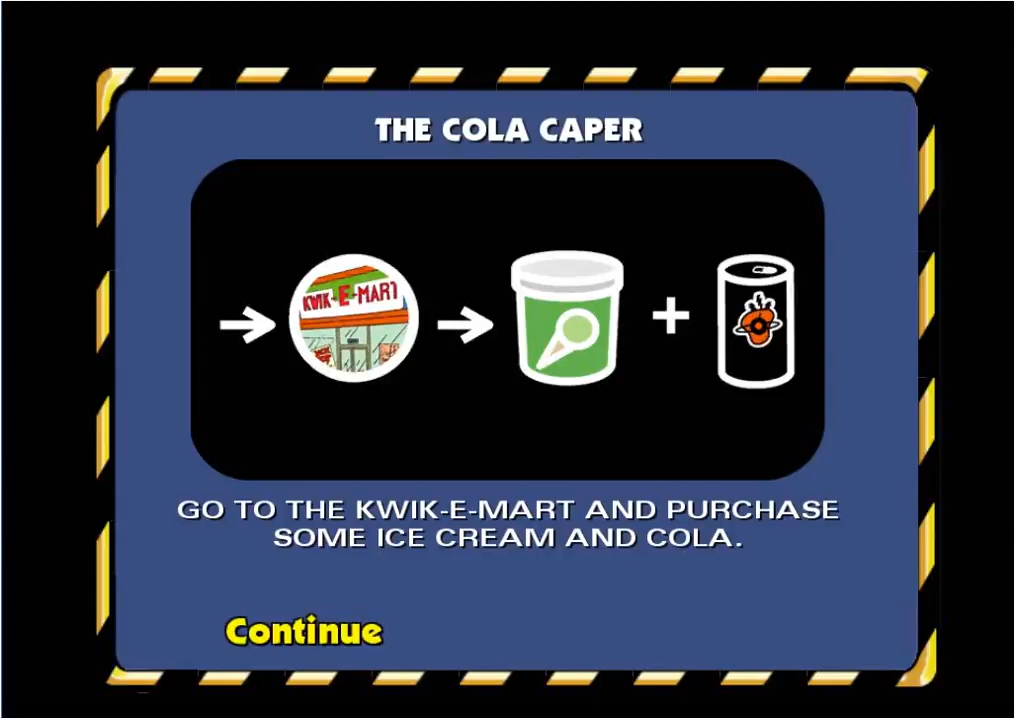 THE COLA CAPER
KWIK-E-MART
GO TO THE KWIK-E-MART AND PURCHASE
SOME ICE CREAM AND COLA.
Continue